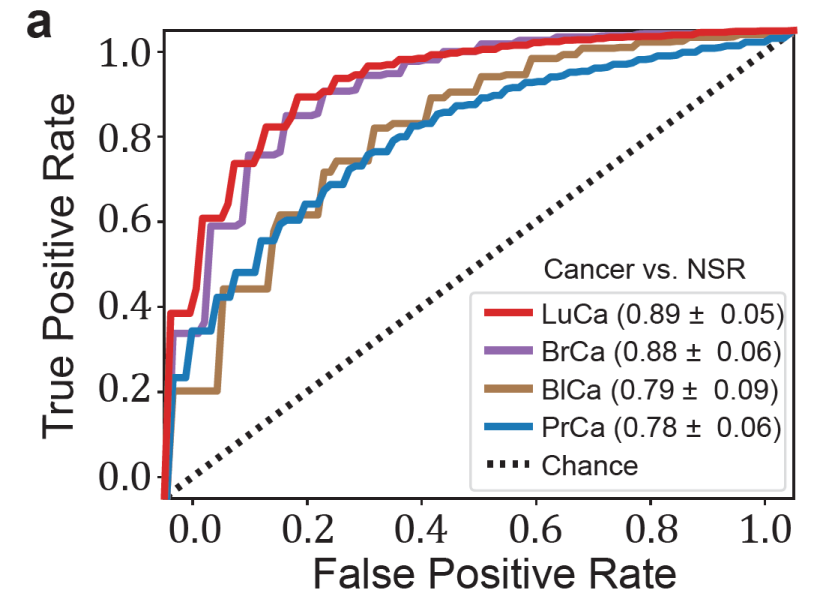 a
1.0
0.8
0.6
0.4
0.2
0.0
True Positive Rate
Cancer vs. NSR
LuCa (0.89 ± 0.05)
BrCa (0.88 ± 0.06)
BlCa (0.79 ± 0.09)
PrCa (0.78 ± 0.06)
Chance
0.0 0.2 0.4 0.6 0.8 1.0
False Positive Rate